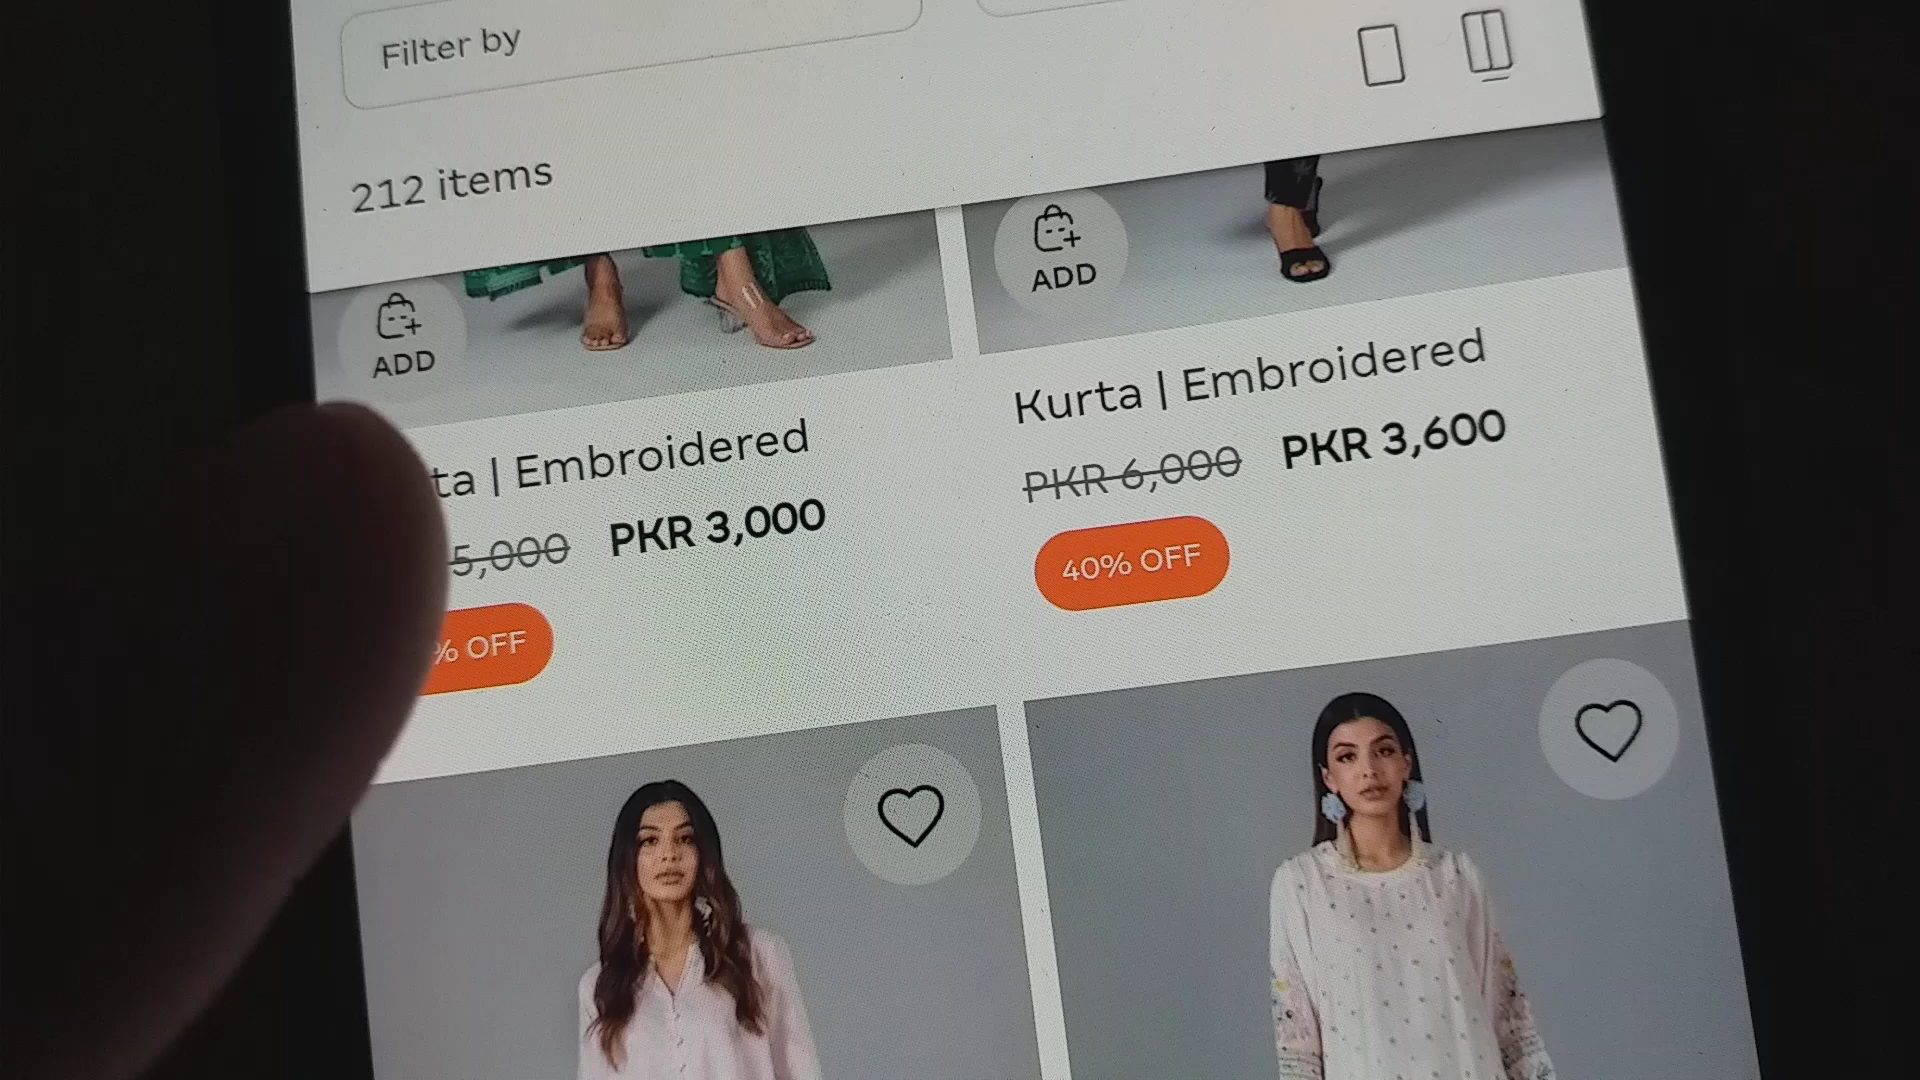 Filter by
212 items
ADD
ADD
ta | Embroidered
5,000 PKR 3,000
% OFF
Kurta | Embroidered
PKR 6,000 PKR 3,600
40% OFF